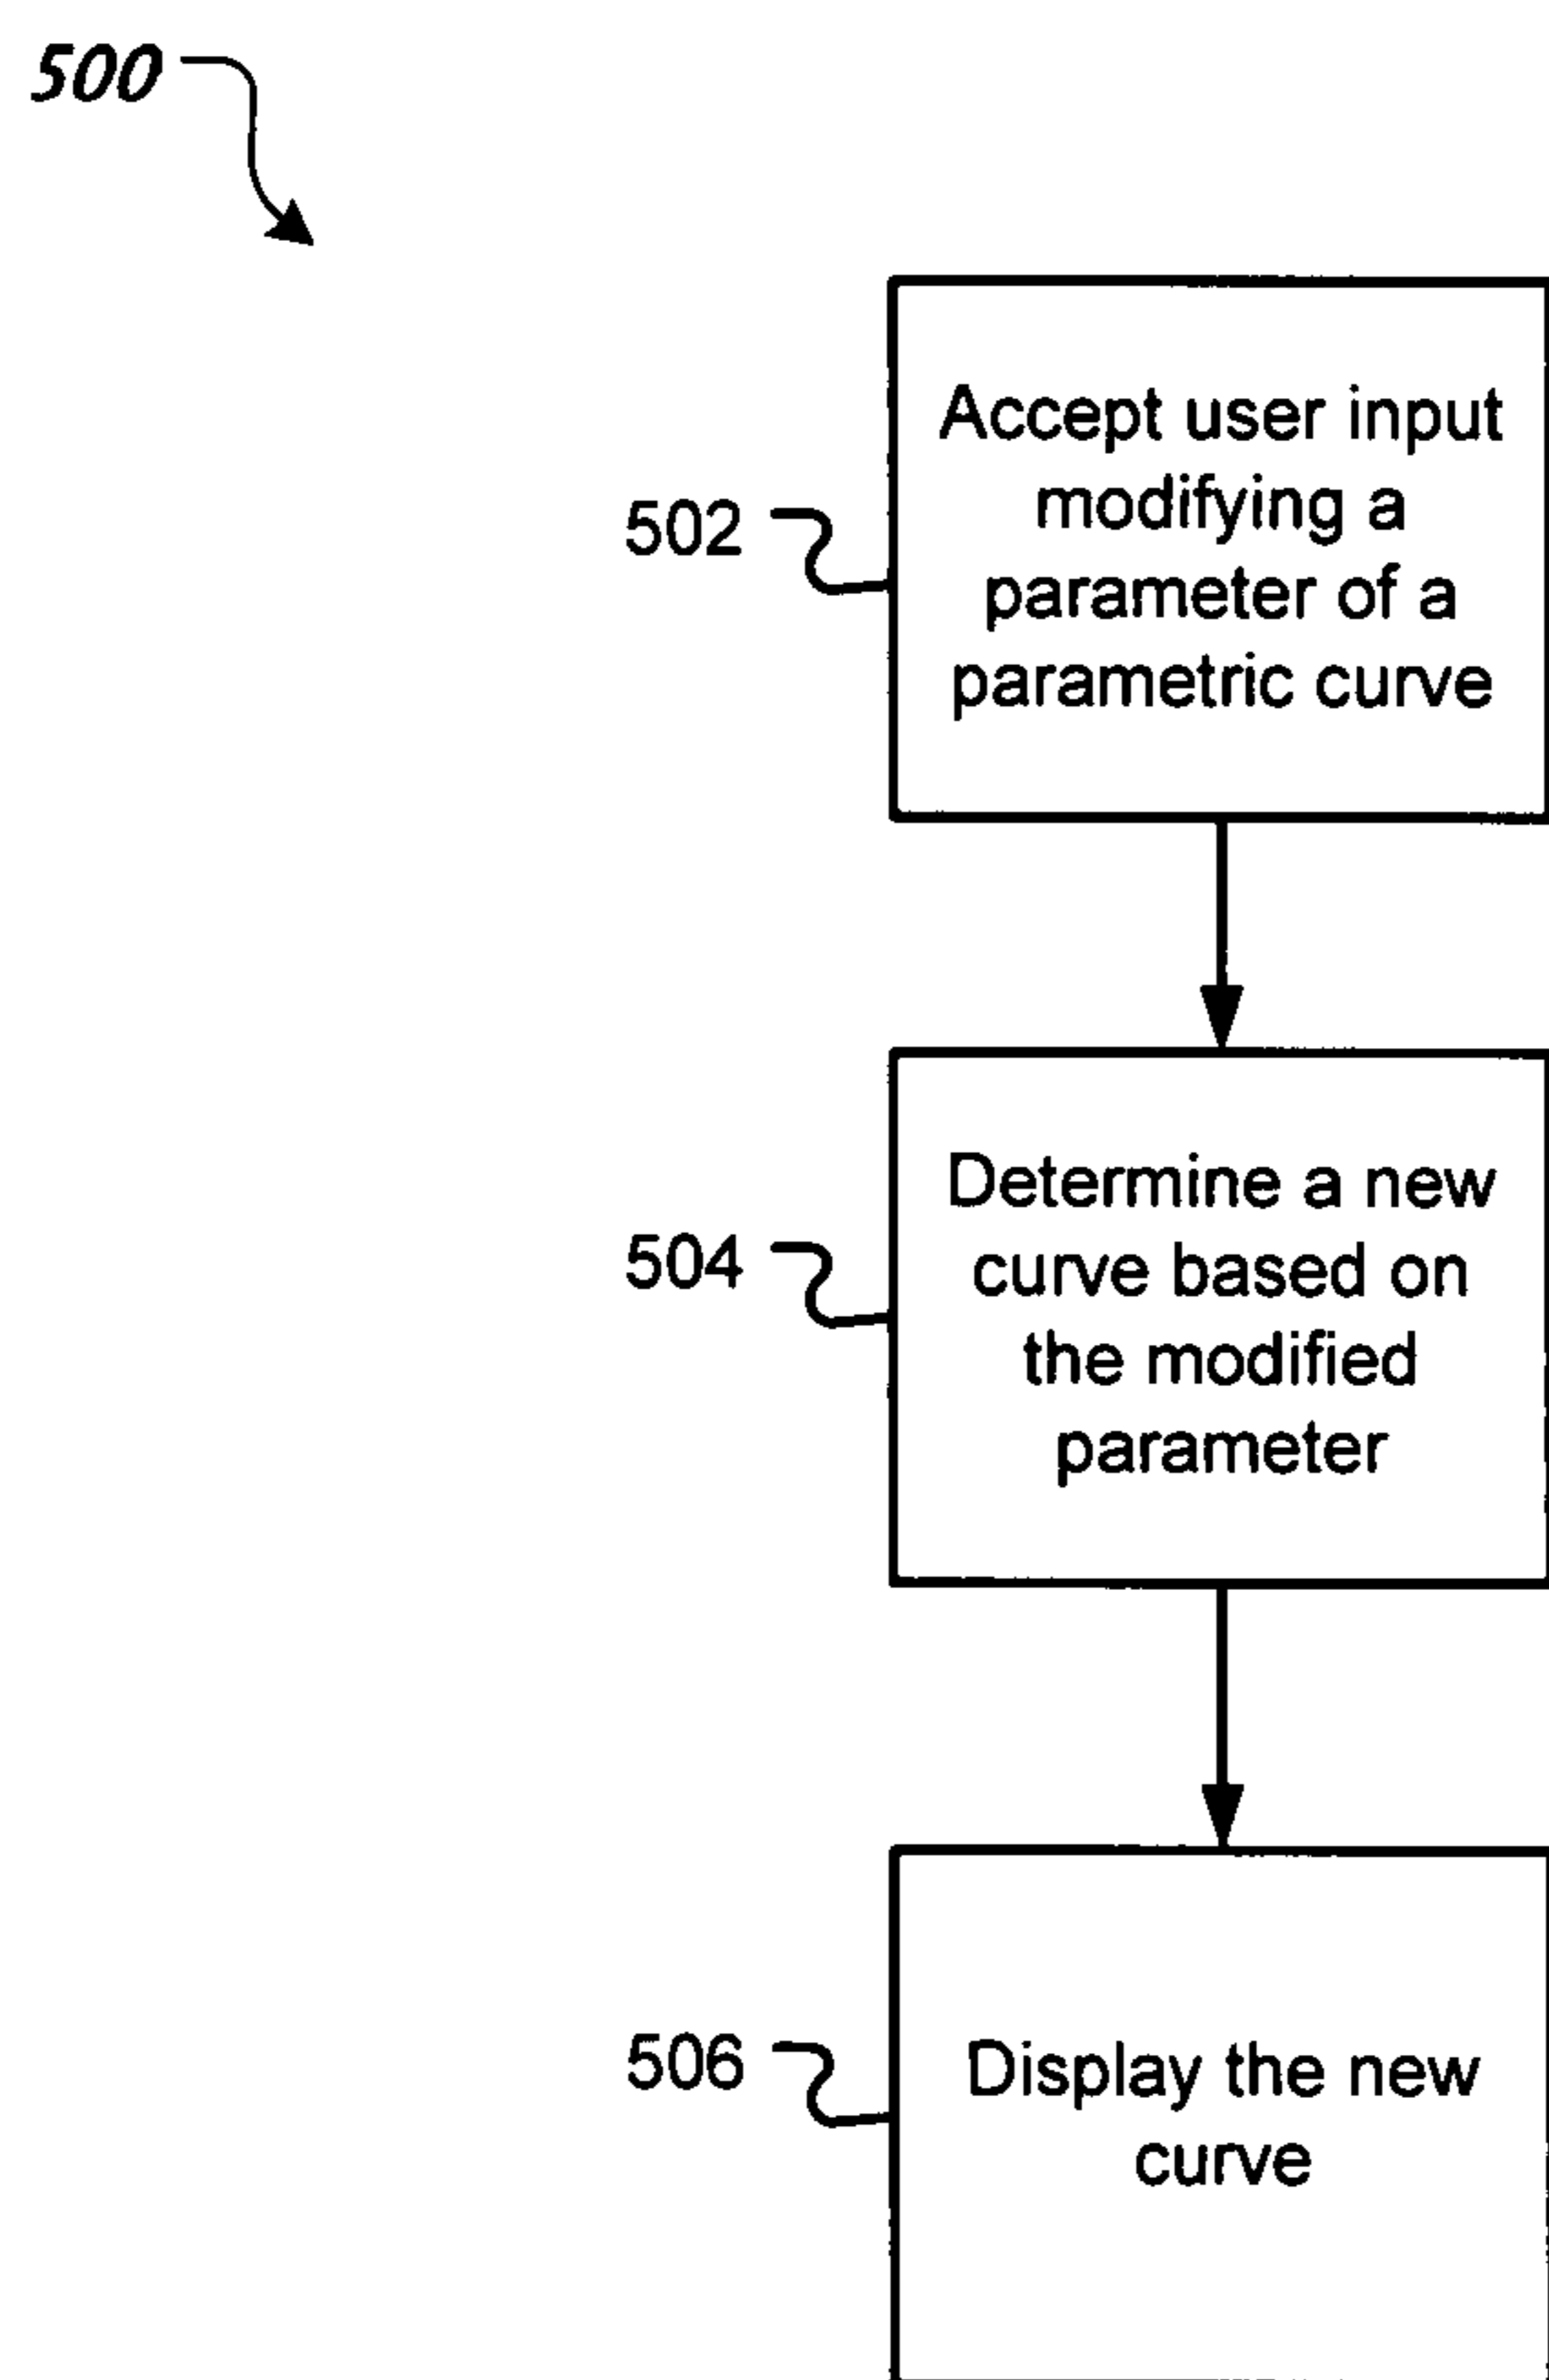 500
502
Accept user input
modifying a
parameter of a
parametric curve
504
Determine a new
curve based on
the modified
parameter
506
Display the new
curve